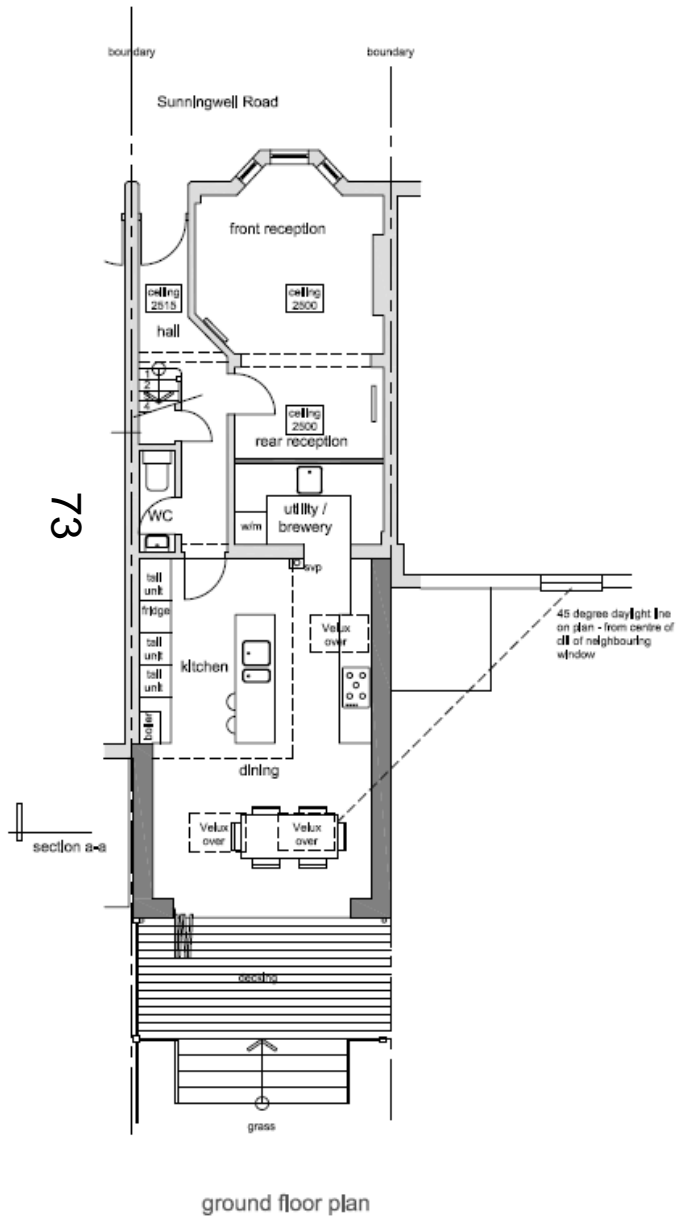 boundary
boundary
Sunningwell Road
front reception
ceiling
2515
ceiling
2500
hall
1
2
4
ceiling
2500
rear reception
73
WC
w/m
utility /
brewery
svp
tall
unit
fridge
tall
unit
tall
unit
boiler
kitchen
Velux
over
45 degree daylight line
on plan - from centre of
cill of neighbouring
window
dining
Velux
over
Velux
over
section a-a
decking
grass
ground floor plan